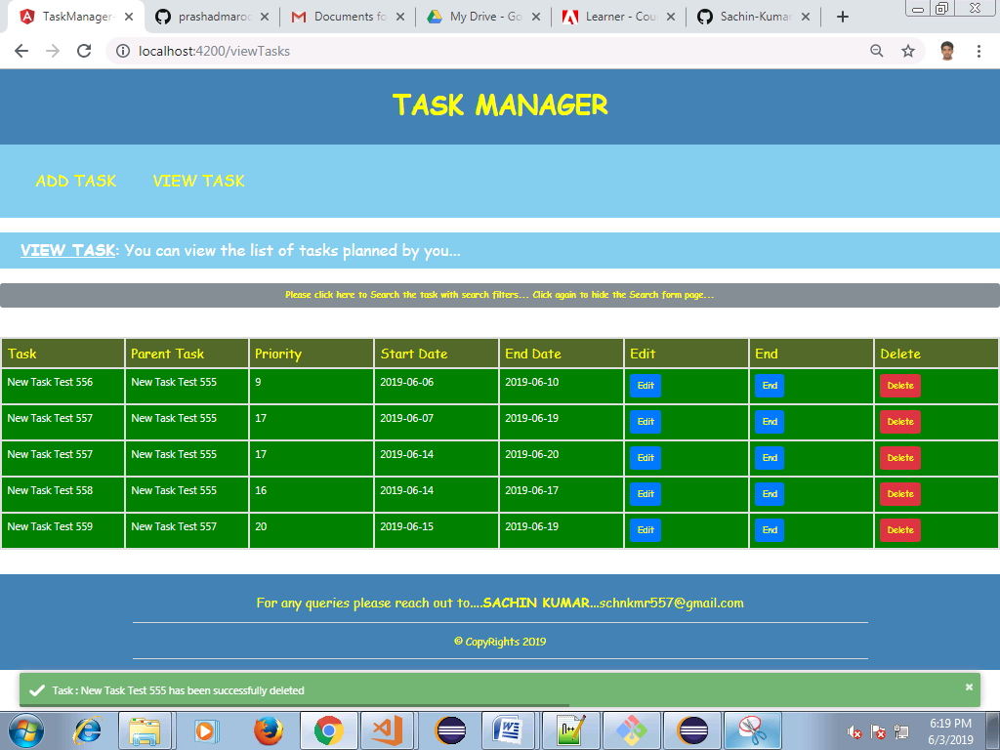 TaskManager-
prashadmaroo
Documents fo
My Drive - Go
Learner - Cou
Sachin-Kumar
localhost:4200/viewTasks
TASK MANAGER
ADD TASK VIEW TASK
VIEW TASK: You can view the list of tasks planned by you...
Please click here to Search the task with search filters... Click again to hide the Search form page...
Task Parent Task Priority Start Date End Date Edit End Delete
New Task Test 556 New Task Test 555 9 2019-06-06 2019-06-10 Edit End Delete
New Task Test 557 New Task Test 555 17 2019-06-07 2019-06-19 Edit End Delete
New Task Test 557 New Task Test 555 17 2019-06-14 2019-06-20 Edit End Delete
New Task Test 558 New Task Test 555 16 2019-06-14 2019-06-17 Edit End Delete
New Task Test 559 New Task Test 557 20 2019-06-15 2019-06-19 Edit End Delete
For any queries please reach out to....SACHIN KUMAR...schnkmr557@gmail.com
© CopyRights 2019
Task : New Task Test 555 has been successfully deleted
6:19 PM
6/3/2019